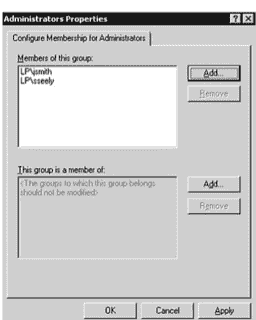 Administrators Properties
Configure Membership for Administrators
Members of this group:
LP\jsmith
LP\sseely
Add...
Remove
This group is a member of:
<The groups to which this group belongs
should not be modified>
Add...
Remove
OK
Cancel
Apply